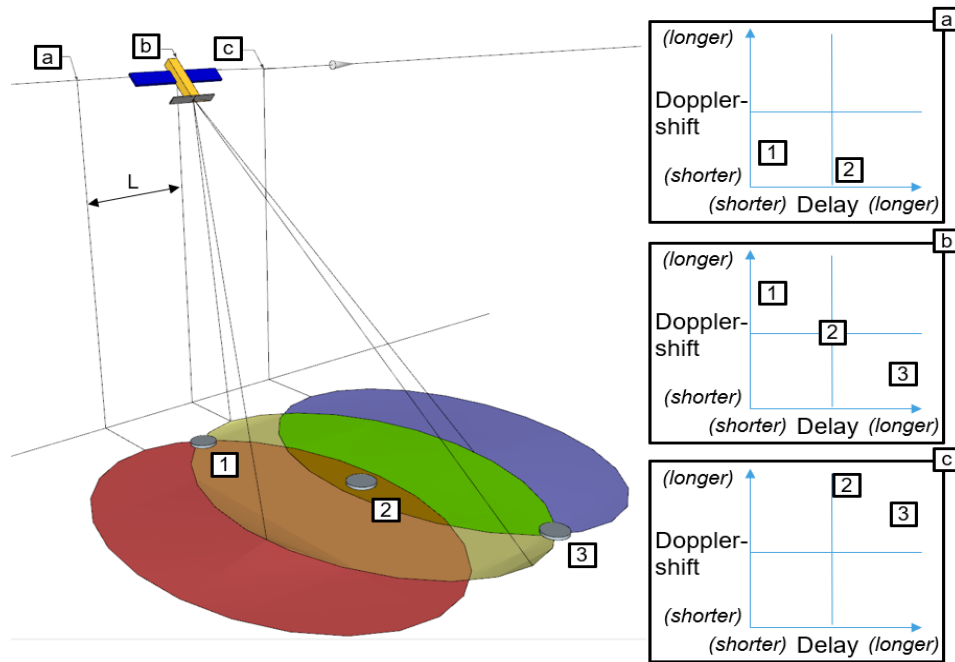 a
b
c
L
1
2
3
a
(longer)
Doppler-
shift
1
2
(shorter)
(shorter) Delay (longer)
b
(longer)
1
Doppler-
shift
2
3
(shorter)
(shorter) Delay (longer)
c
(longer)
2
3
Doppler-
shift
(shorter)
(shorter) Delay (longer)